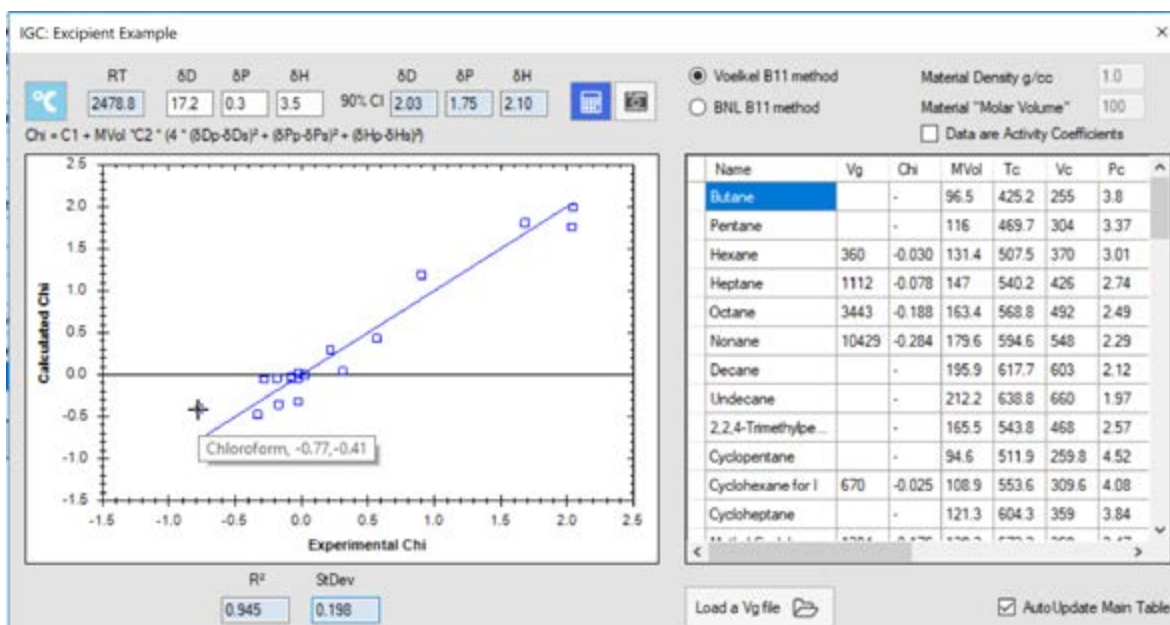 IGC: Excipient Example
×
RT δD δP δH δD δP δH
°C 2478.8 17.2 0.3 3.5 90% CI 2.03 1.75 2.10
Chi = C1 + MVol *C2 * (4 * (δDp-δDs)² + (δPp-δPs)² + (δHp-δHs)²)
Voelkel B11 method
BNL B11 method
Material Density g/cc 1.0
Material "Molar Volume" 100
Data are Activity Coefficients
2.5
2.0
1.5
1.0
0.5
0.0
-0.5
-1.0
-1.5
Calculated Chi
Chloroform, -0.77,-0.41
-1.5 -1.0 -0.5 0.0 0.5 1.0 1.5 2.0 2.5
Experimental Chi
R² StDev
0.945 0.198
Name Vg Chi MVol Tc Vc Pc
Butane - 96.5 425.2 255 3.8
Pentane - 116 469.7 304 3.37
Hexane 360 -0.030 131.4 507.5 370 3.01
Heptane 1112 -0.078 147 540.2 426 2.74
Octane 3443 -0.188 163.4 568.8 492 2.49
Nonane 10429 -0.284 179.6 594.6 548 2.29
Decane - 195.9 617.7 603 2.12
Undecane - 212.2 638.8 660 1.97
2,2,4-Trimethylpe... - 165.5 543.8 468 2.57
Cyclopentane - 94.6 511.9 259.8 4.52
Cyclohexane for I 670 -0.025 108.9 553.6 309.6 4.08
Cycloheptane - 121.3 604.3 359 3.84
Load a Vg file
AutoUpdate Main Table